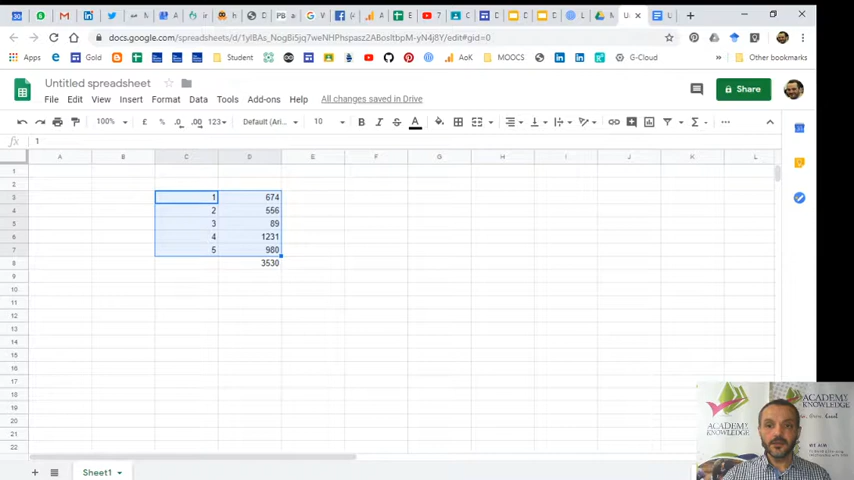 docs.google.com/spreadsheets/d/1yIBAs_NogBi5jq7weNHPhspasz2ABosItbpM-yN4j8Y/edit#gid=0
Apps Gold Student MOOCS AoK G-Cloud Other bookmarks
Untitled spreadsheet
File Edit View Insert Format Data Tools Add-ons Help All changes saved in Drive
Share
100% £ % .0 .00 123 Default (Ari... 10 B I S A
fx 1
A B C D E F G H I J K L
1
2
3 1 674
4 2 556
5 3 89
6 4 1231
7 5 980
8 3530
9
10
11
12
13
14
15
16
17
18
19
20
21
22
ACADEMY
KNOWLEDGE
ACADEMY
KNOWLEDGE
WE AIM
Sheet1